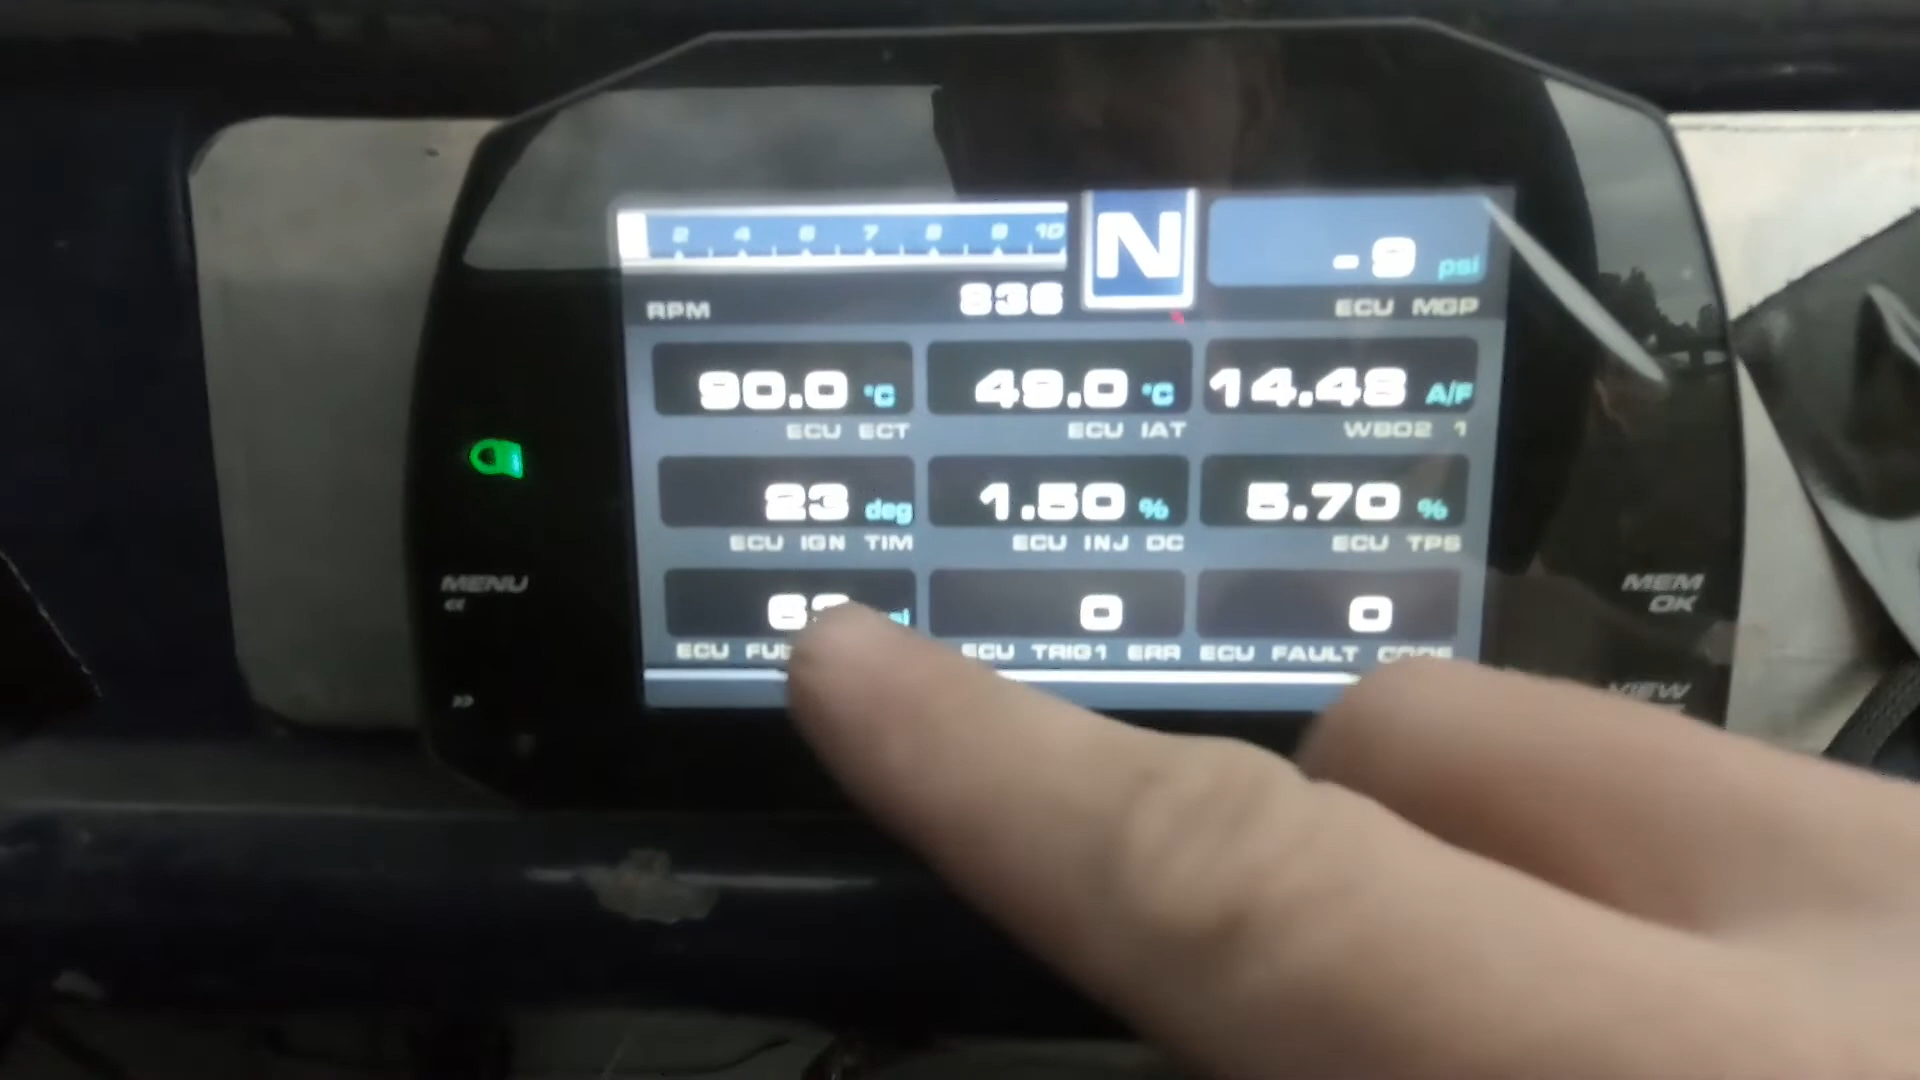 2 4 6 7 8 9 10
N
-9 psi
RPM 836
ECU MGP
90.0 °C 49.0 °C 14.48 A/F
ECU ECT ECU IAT WBO2 1
23 deg 1.50 % 5.70 %
ECU IGN TIM ECU INJ DC ECU TPS
MENU
MEM
<<
OK
0 0
ECU ECU TRIG1 ERR ECU FAULT CODE
>>
VIEW